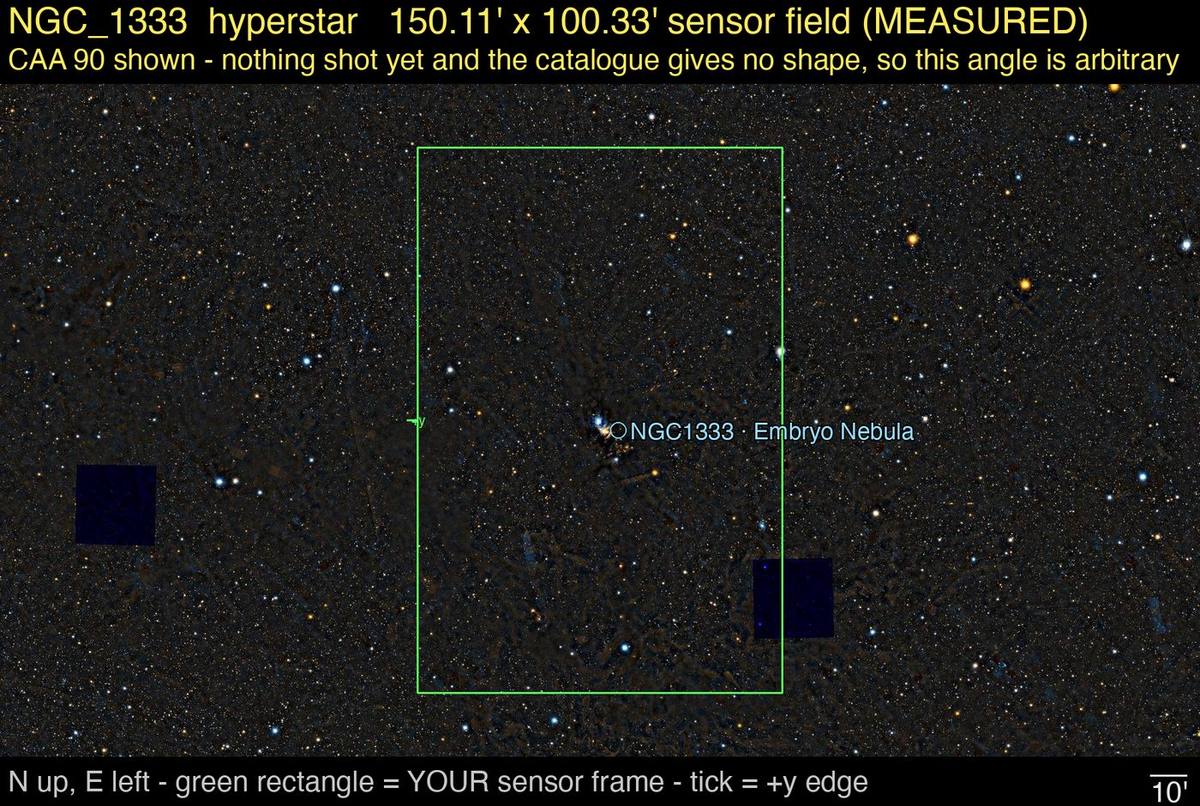 NGC_1333 hyperstar 150.11' x 100.33' sensor field (MEASURED)
CAA 90 shown - nothing shot yet and the catalogue gives no shape, so this angle is arbitrary
+y
NGC1333 · Embryo Nebula
N up, E left - green rectangle = YOUR sensor frame - tick = +y edge
10'